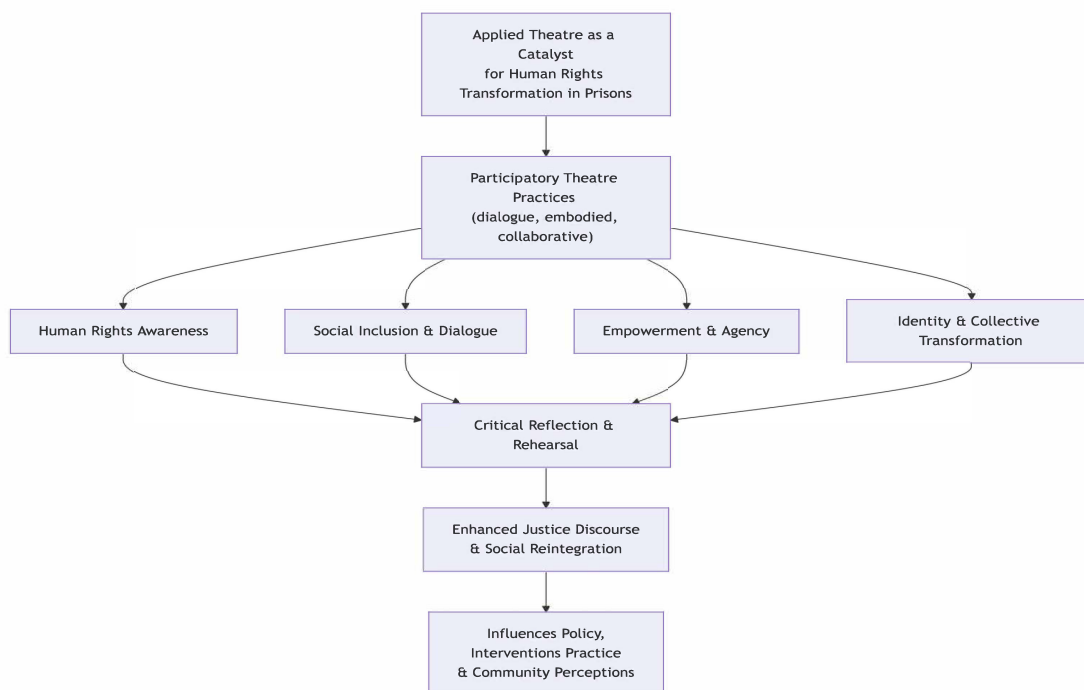 Applied Theatre as a
Catalyst
for Human Rights
Transformation in Prisons
Participatory Theatre
Practices
(dialogue, embodied,
collaborative)
Human Rights Awareness
Social Inclusion & Dialogue
Empowerment & Agency
Identity & Collective
Transformation
Critical Reflection &
Rehearsal
Enhanced Justice Discourse
& Social Reintegration
Influences Policy,
Interventions Practice
& Community Perceptions